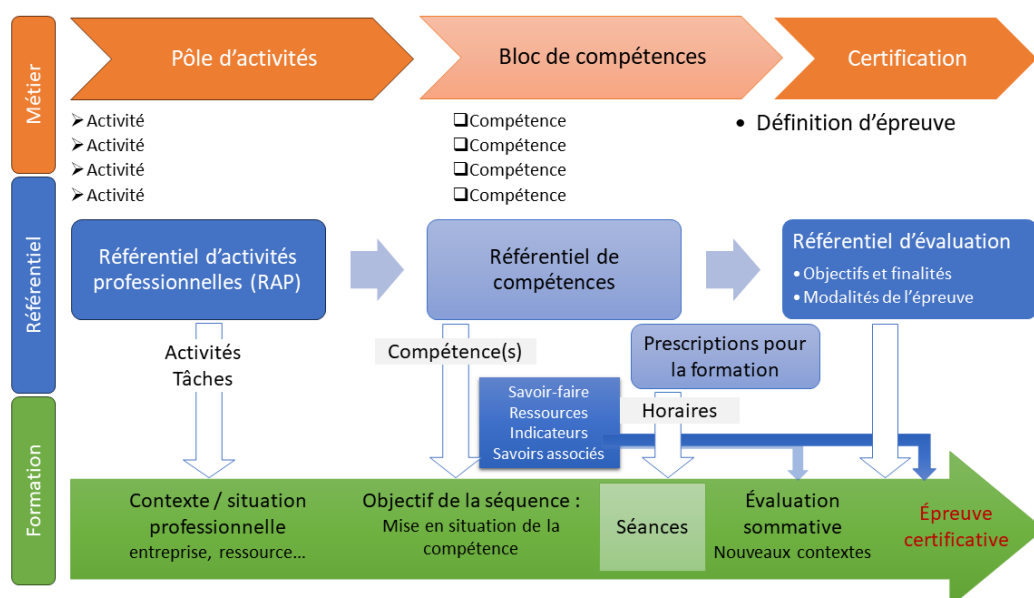 Métier
Pôle d'activités
Bloc de compétences
Certification
Activité
Activité
Activité
Activité
Compétence
Compétence
Compétence
Compétence
• Définition d'épreuve
Référentiel
Référentiel d'activités
professionnelles (RAP)
Référentiel de
compétences
Référentiel d'évaluation
• Objectifs et finalités
• Modalités de l'épreuve
Activités
Tâches
Compétence(s)
Prescriptions pour
la formation
Savoir-faire
Ressources
Indicateurs
Savoirs associés
Horaires
Formation
Contexte / situation
professionnelle
entreprise, ressource...
Objectif de la séquence :
Mise en situation de la
compétence
Séances
Évaluation
sommative
Nouveaux contextes
Épreuve
certificative